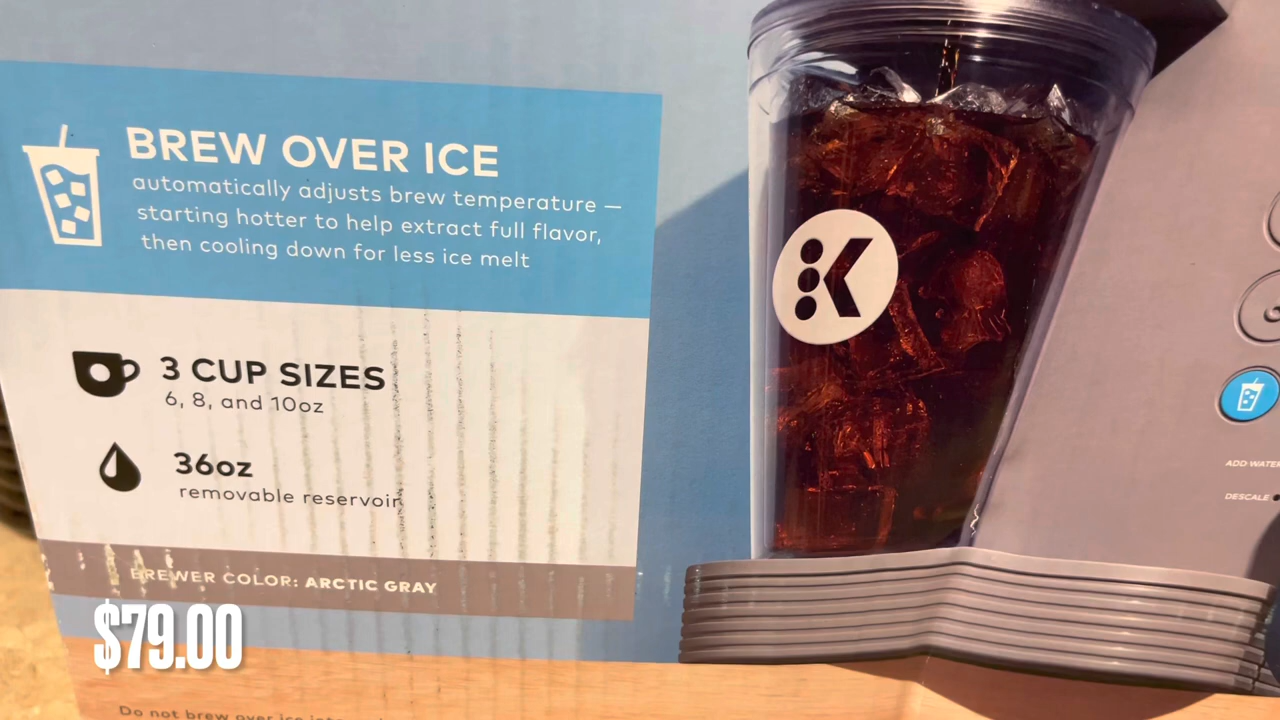 BREW OVER ICE
automatically adjusts brew temperature —
starting hotter to help extract full flavor,
then cooling down for less ice melt
3 CUP SIZES
6, 8, and 10oz
36oz
removable reservoir
BREWER COLOR: ARCTIC GRAY
$79.00
Do not brew over ice
K
ADD WATER
DESCALE